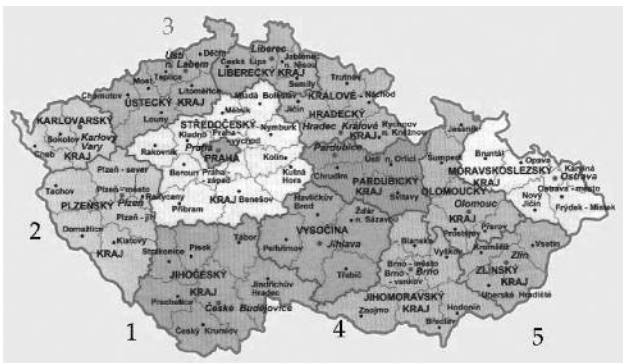 3
Děčín
Liberec
Ústí
n. Labem
Teplice
Česká Lípa
Jablonec
n. Nisou
Most
LIBERECKÝ KRAJ
Semily
Trutnov
Chomutov
Litoměřice
ÚSTECKÝ KRAJ
Mladá Boleslav
Jičín
KRÁLOVÉ -
Náchod
Louny
Mělník
HRADECKÝ
KARLOVARSKÝ
STŘEDOČESKÝ
Hradec Králové
Rychnov
n. Kněžnou
Sokolov
Karlovy
Vary
Kladno
Praha -
východ
Nymburk
KRAJ
Jeseník
Cheb
KRAJ
Rakovník
Praha
PRAHA
Kolín
Pardubice
Ústí n. Orlicí
Šumperk
Bruntál
Opava
Beroun
Praha -
západ
Kutná
Hora
Chrudim
PARDUBICKÝ
KRAJ
Svitavy
MORAVSKOSLEZSKÝ
KRAJ
Karviná
Ostrava
Ostrava - město
Plzeň - sever
Tachov
Plzeň - město
Rokycany
PLZEŇSKÝ
Plzeň
Plzeň - jih
Příbram
KRAJ
Benešov
Havlíčkův
Brod
OLOMOUCKÝ
Olomouc
KRAJ
Nový
Jičín
Frýdek - Místek
2
Domažlice
Klatovy
KRAJ
Strakonice
Písek
Tábor
Pelhřimov
VYSOČINA
Žďár
n. Sázavou
Jihlava
Blansko
Prostějov
Přerov
Vsetín
Kroměříž
Zlín
Vyškov
JIHOČESKÝ
KRAJ
Prachatice
Jindřichův
Hradec
Třebíč
Brno - město
Brno -
venkov
Brno
ZLÍNSKÝ
KRAJ
Uherské Hradiště
České
Budějovice
JIHOMORAVSKÝ
KRAJ
Hodonín
Znojmo
Břeclav
Český Krumlov
1
4
5